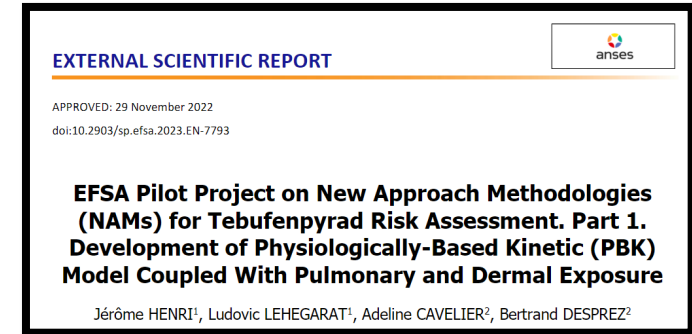 EXTERNAL SCIENTIFIC REPORT
anses
APPROVED: 29 November 2022
doi:10.2903/sp.efsa.2023.EN-7793
EFSA Pilot Project on New Approach Methodologies
(NAMs) for Tebufenpyrad Risk Assessment. Part 1.
Development of Physiologically-Based Kinetic (PBK)
Model Coupled With Pulmonary and Dermal Exposure
Jérôme HENRI¹, Ludovic LEHEGARAT¹, Adeline CAVELIER², Bertrand DESPREZ²